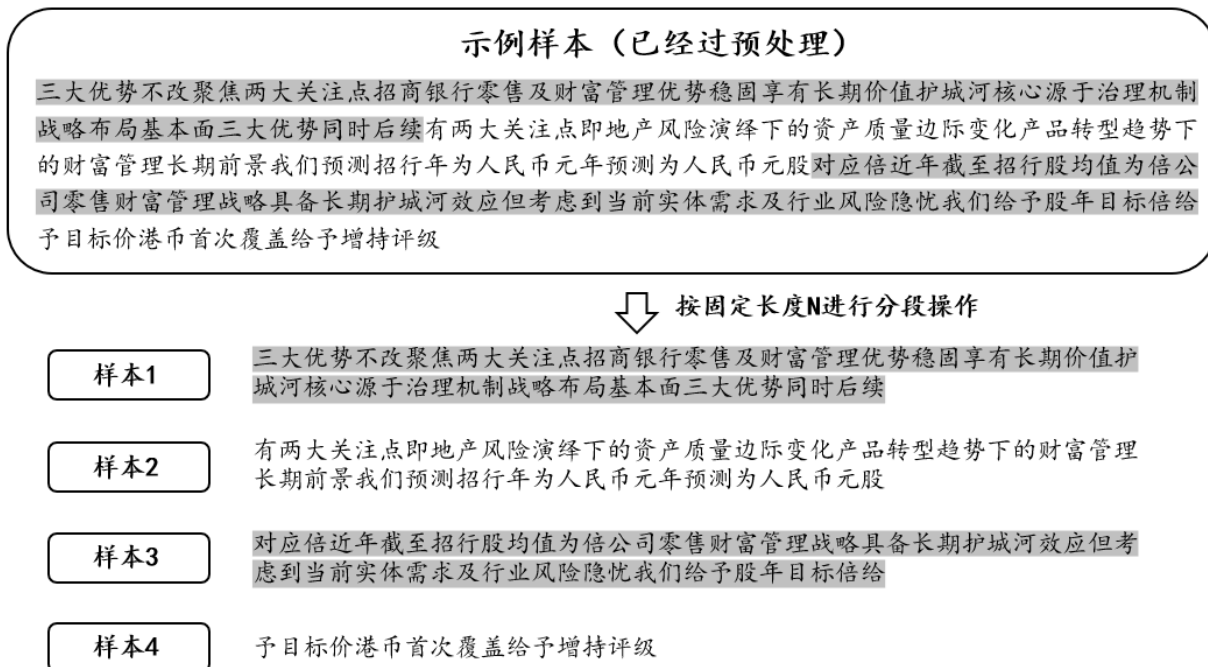 示例样本（已经过预处理）
三大优势不改聚焦两大关注点招商银行零售及财富管理优势稳固享有长期价值护城河核心源于治理机制
战略布局基本面三大优势同时后续有两大关注点即地产风险演绎下的资产质量边际变化产品转型趋势下
的财富管理长期前景我们预测招行年为人民币元年预测为人民币元股对应倍近年截至招行股均值为倍公
司零售财富管理战略具备长期护城河效应但考虑到当前实体需求及行业风险隐忧我们给予股年目标倍给
予目标价港币首次覆盖给予增持评级
按固定长度N进行分段操作
样本1
三大优势不改聚焦两大关注点招商银行零售及财富管理优势稳固享有长期价值护
城河核心源于治理机制战略布局基本面三大优势同时后续
样本2
有两大关注点即地产风险演绎下的资产质量边际变化产品转型趋势下的财富管理
长期前景我们预测招行年为人民币元年预测为人民币元股
样本3
对应倍近年截至招行股均值为倍公司零售财富管理战略具备长期护城河效应但考
虑到当前实体需求及行业风险隐忧我们给予股年目标倍给
样本4
予目标价港币首次覆盖给予增持评级